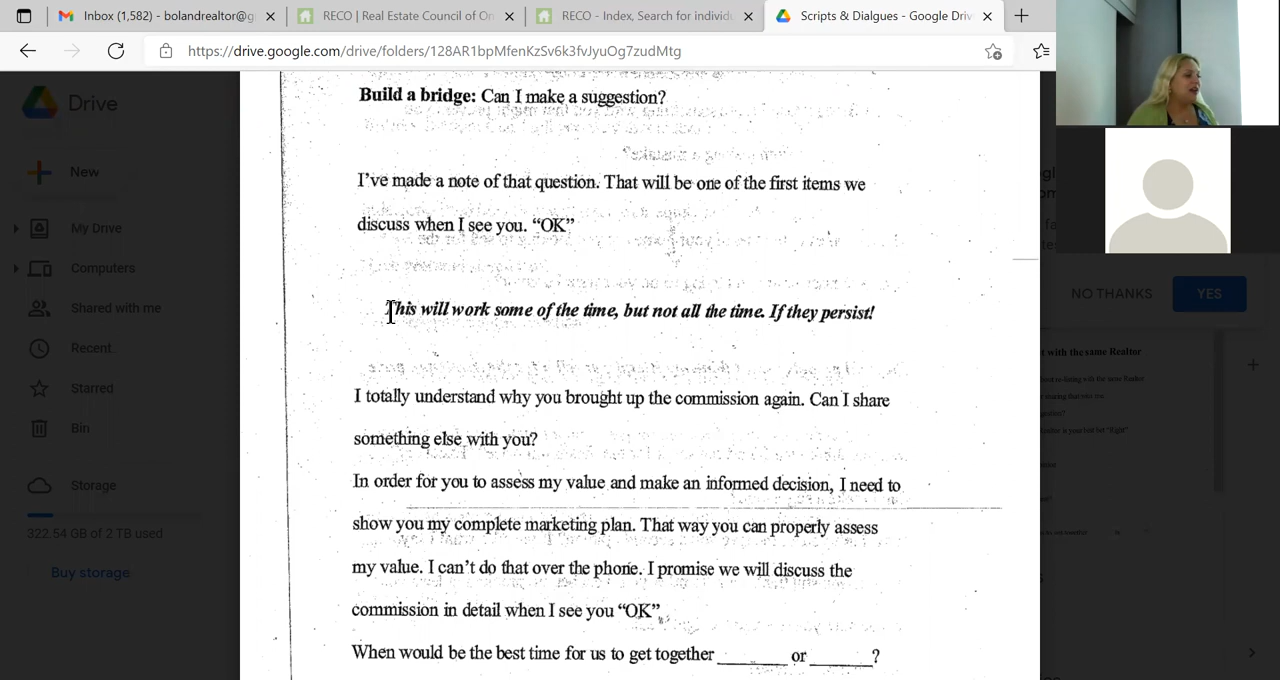 Inbox (1,582) - bolandrealtor@g
RECO | Real Estate Council of On
RECO - Index, Search for individu
Scripts & Dialgues - Google Driv
https://drive.google.com/drive/folders/128AR1bpMfenKzSv6k3fvJyuOg7zudMtg
Drive
New
My Drive
Computers
Shared with me
Recent
Starred
Bin
Storage
322.54 GB of 2 TB used
Buy storage
Build a bridge: Can I make a suggestion?
I've made a note of that question. That will be one of the first items we
discuss when I see you. “OK”
This will work some of the time, but not all the time. If they persist!
I totally understand why you brought up the commission again. Can I share
something else with you?
In order for you to assess my value and make an informed decision, I need to
show you my complete marketing plan. That way you can properly assess
my value. I can't do that over the phone. I promise we will discuss the
commission in detail when I see you “OK”
When would be the best time for us to get together ______ or ______?
NO THANKS
YES
t with the same Realtor